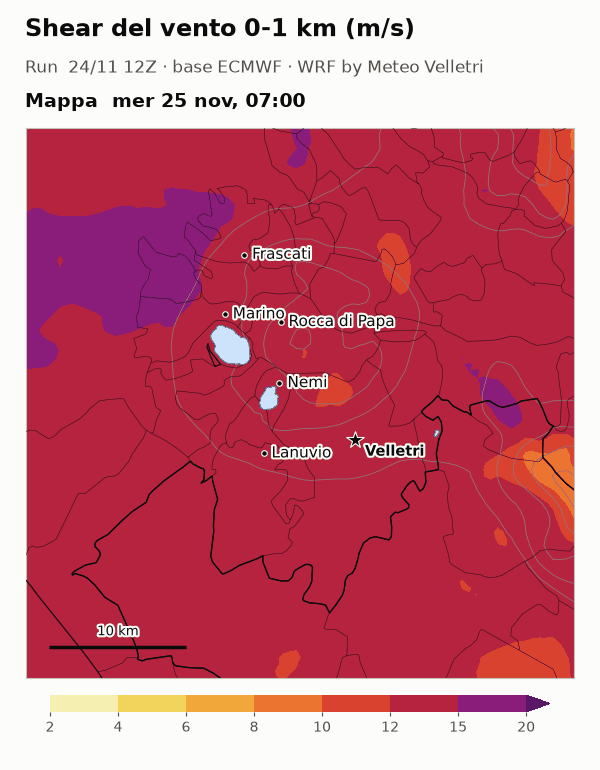 Shear del vento 0-1 km (m/s)
Run  24/11 12Z · base ECMWF · WRF by Meteo Velletri
Mappa  mer 25 nov, 07:00
Frascati
Marino
Rocca di Papa
Nemi
Velletri
Lanuvio
10 km
2 4 6 8 10 12 15 20